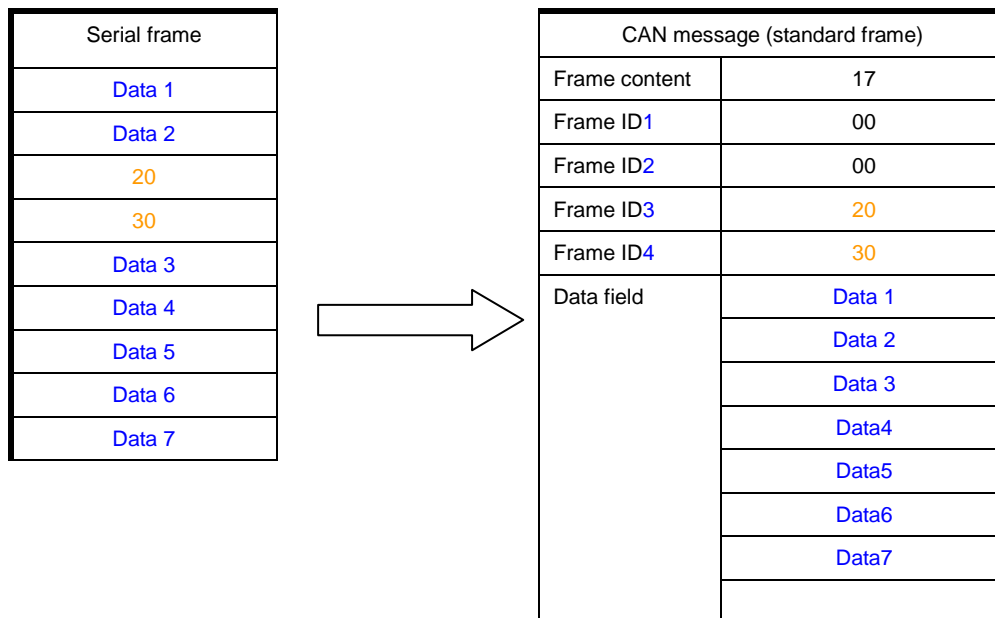 Serial frame
Data 1
Data 2
20
30
Data 3
Data 4
Data 5
Data 6
Data 7
CAN message (standard frame)
Frame content 17
Frame ID1 00
Frame ID2 00
Frame ID3 20
Frame ID4 30
Data field Data 1
Data 2
Data 3
Data4
Data5
Data6
Data7